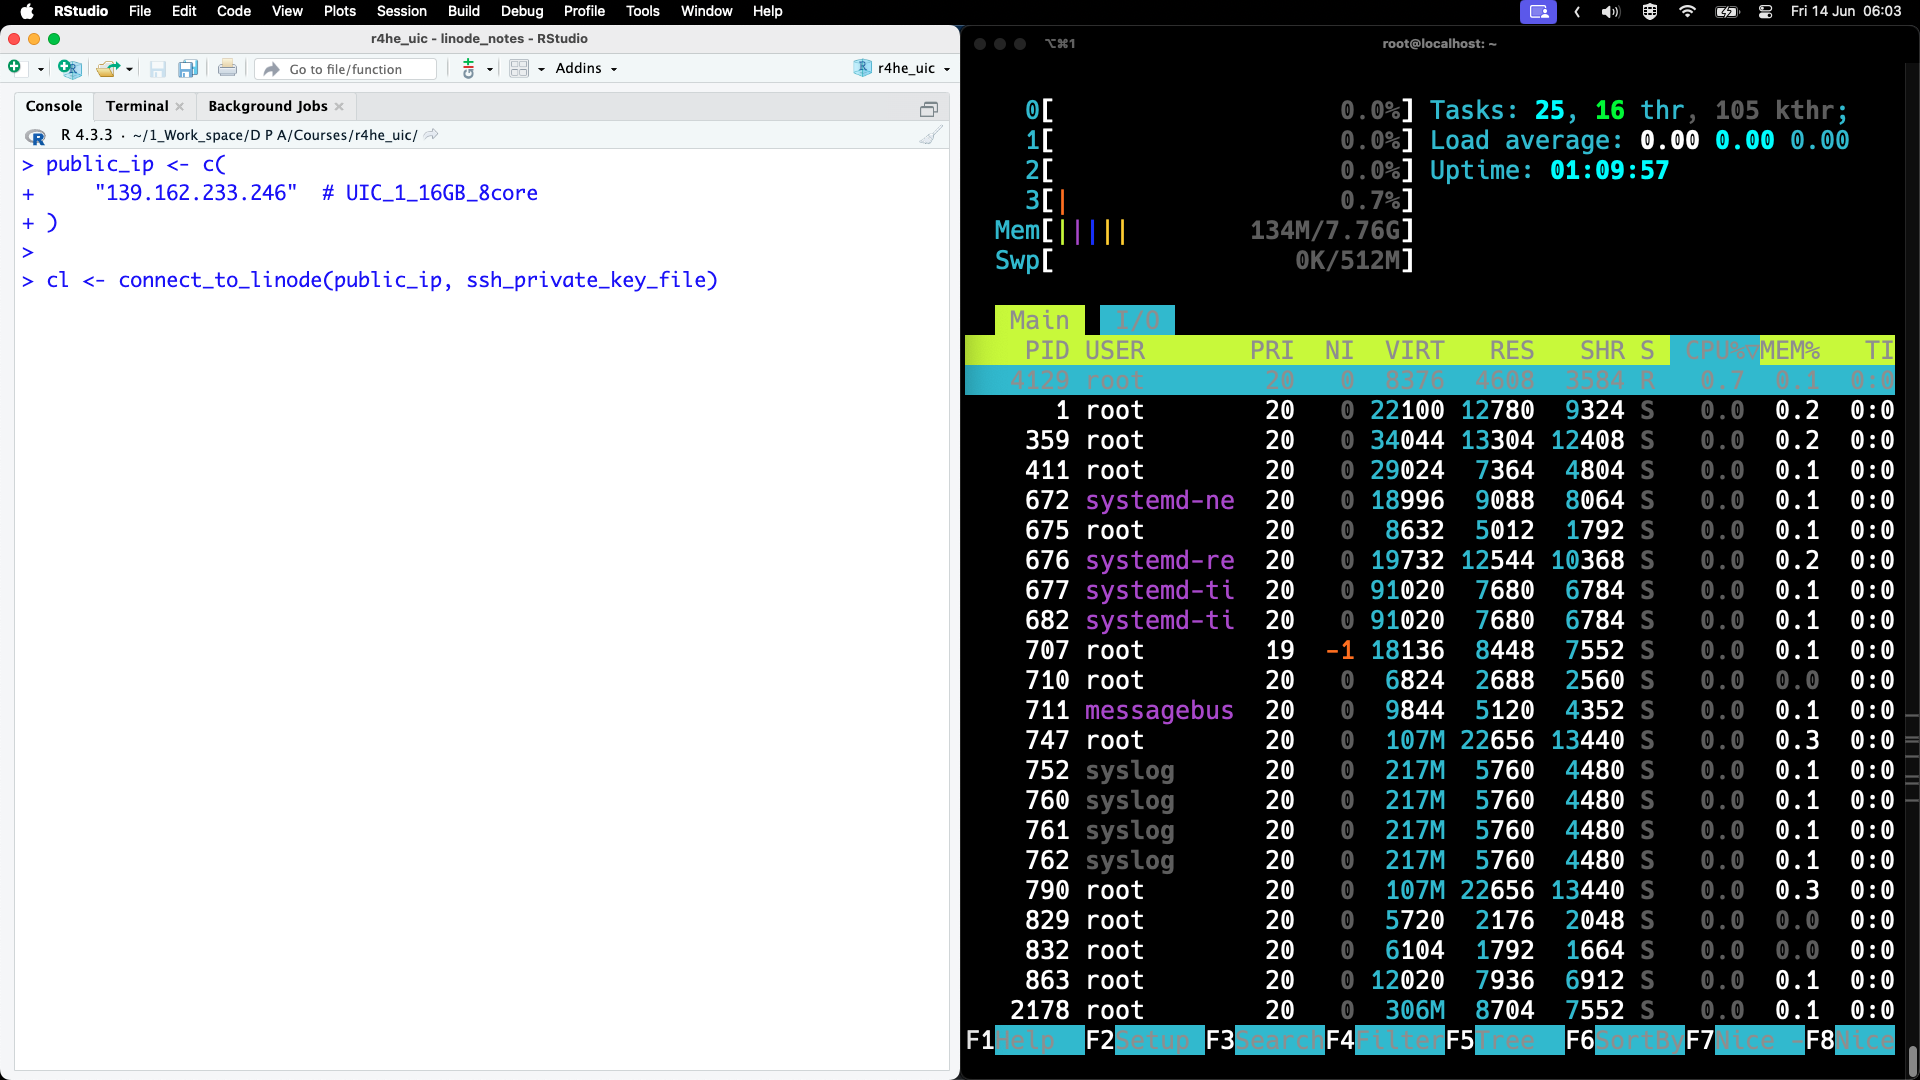 RStudio File Edit Code View Plots Session Build Debug Profile Tools Window Help Fri 14 Jun 06:03
r4he_uic - linode_notes - RStudio
Go to file/function Addins r4he_uic
Console Terminal Background Jobs
R 4.3.3 · ~/1_Work_space/D P A/Courses/r4he_uic/
> public_ip <- c(
+ "139.162.233.246" # UIC_1_16GB_8core
+ )
>
> cl <- connect_to_linode(public_ip, ssh_private_key_file)
⌥⌘1 root@localhost: ~
0[ 0.0%] Tasks: 25, 16 thr, 105 kthr;
1[ 0.0%] Load average: 0.00 0.00 0.00
2[ 0.0%] Uptime: 01:09:57
3[| 0.7%]
Mem[||||| 134M/7.76G]
Swp[ 0K/512M]
Main I/O
PID USER PRI NI VIRT RES SHR S CPU%▽MEM% TI
4129 root 20 0 8376 4608 3584 R 0.7 0.1 0:0
1 root 20 0 22100 12780 9324 S 0.0 0.2 0:0
359 root 20 0 34044 13304 12408 S 0.0 0.2 0:0
411 root 20 0 29024 7364 4804 S 0.0 0.1 0:0
672 systemd-ne 20 0 18996 9088 8064 S 0.0 0.1 0:0
675 root 20 0 8632 5012 1792 S 0.0 0.1 0:0
676 systemd-re 20 0 19732 12544 10368 S 0.0 0.2 0:0
677 systemd-ti 20 0 91020 7680 6784 S 0.0 0.1 0:0
682 systemd-ti 20 0 91020 7680 6784 S 0.0 0.1 0:0
707 root 19 -1 18136 8448 7552 S 0.0 0.1 0:0
710 root 20 0 6824 2688 2560 S 0.0 0.0 0:0
711 messagebus 20 0 9844 5120 4352 S 0.0 0.1 0:0
747 root 20 0 107M 22656 13440 S 0.0 0.3 0:0
752 syslog 20 0 217M 5760 4480 S 0.0 0.1 0:0
760 syslog 20 0 217M 5760 4480 S 0.0 0.1 0:0
761 syslog 20 0 217M 5760 4480 S 0.0 0.1 0:0
762 syslog 20 0 217M 5760 4480 S 0.0 0.1 0:0
790 root 20 0 107M 22656 13440 S 0.0 0.3 0:0
829 root 20 0 5720 2176 2048 S 0.0 0.0 0:0
832 root 20 0 6104 1792 1664 S 0.0 0.0 0:0
863 root 20 0 12020 7936 6912 S 0.0 0.1 0:0
2178 root 20 0 306M 8704 7552 S 0.0 0.1 0:0
F1Help F2Setup F3SearchF4FilterF5Tree F6SortByF7Nice -F8Nice